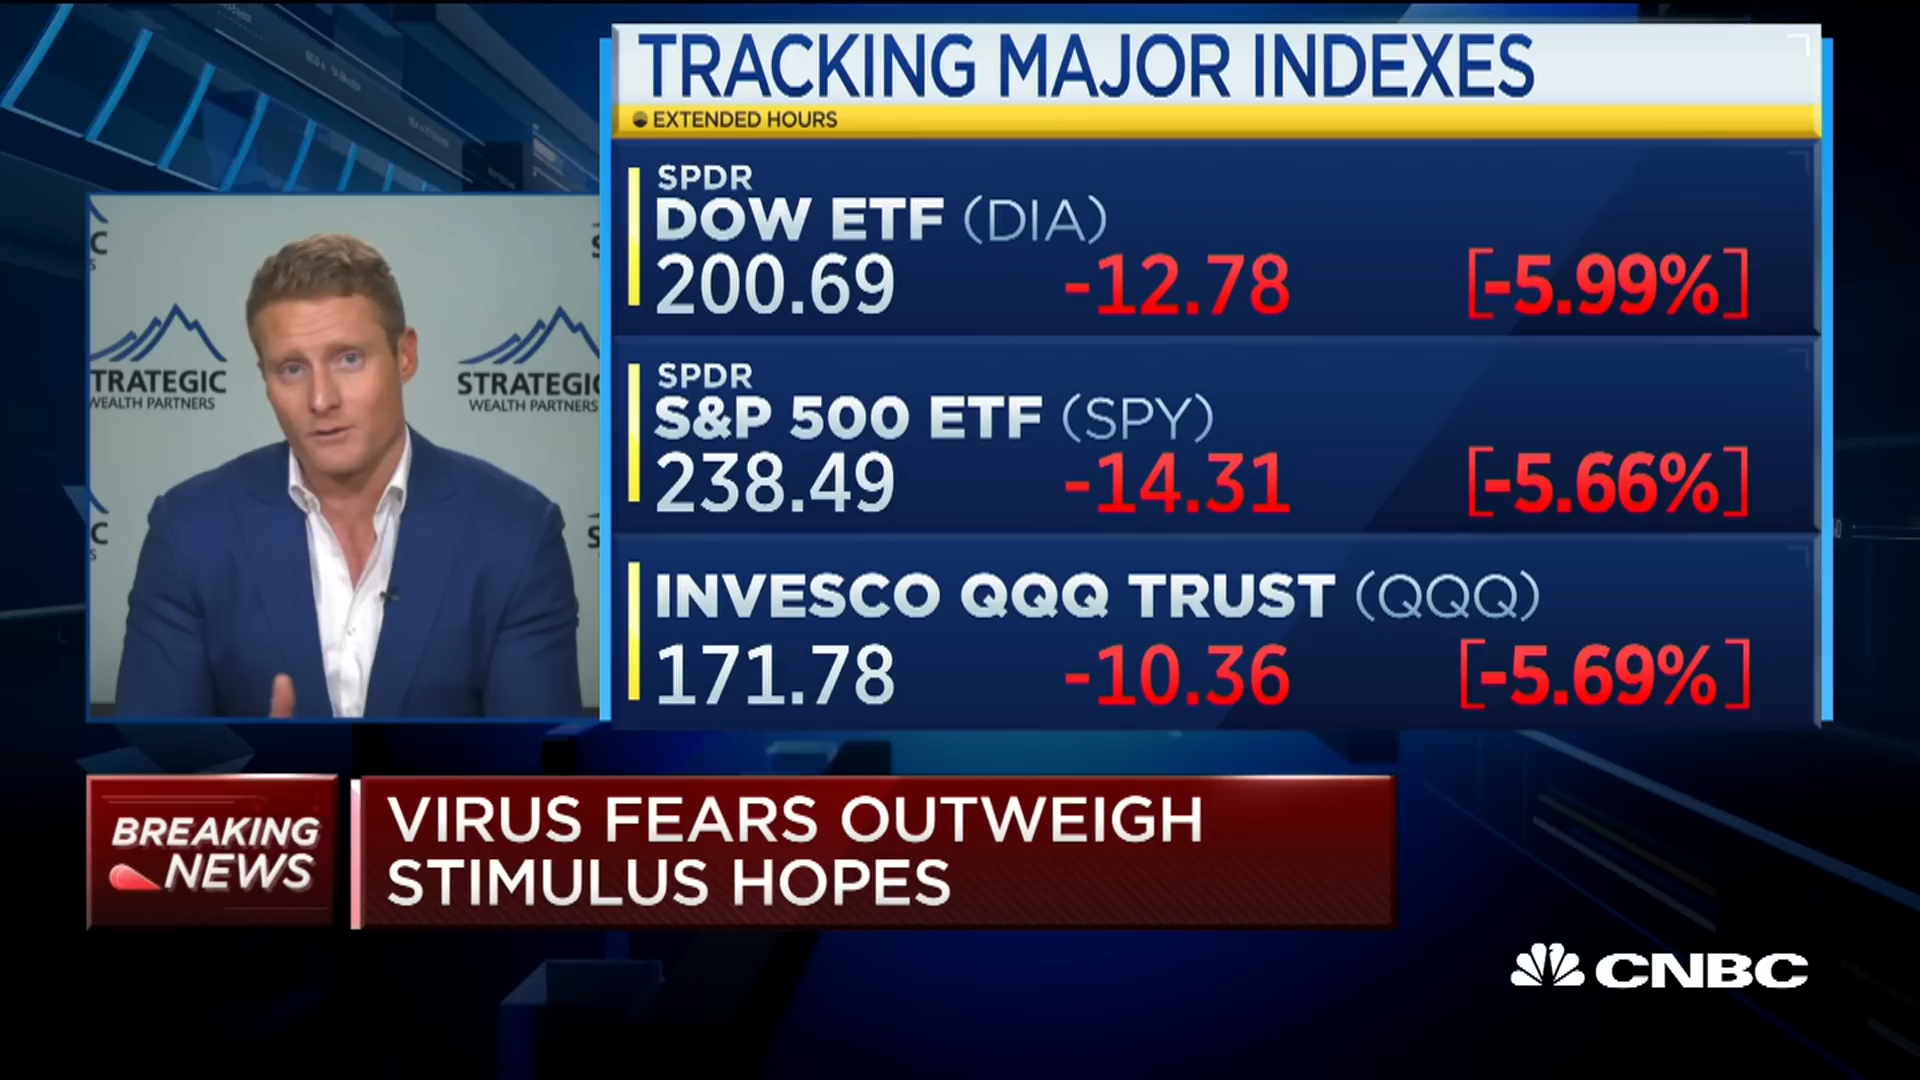 TRACKING MAJOR INDEXES
EXTENDED HOURS
SPDR
DOW ETF (DIA)
200.69 -12.78 [-5.99%]
SPDR
S&P 500 ETF (SPY)
238.49 -14.31 [-5.66%]
INVESCO QQQ TRUST (QQQ)
171.78 -10.36 [-5.69%]
TRATEGIC
WEALTH PARTNERS
STRATEGIC
WEALTH PARTNERS
BREAKING
NEWS
VIRUS FEARS OUTWEIGH
STIMULUS HOPES
CNBC